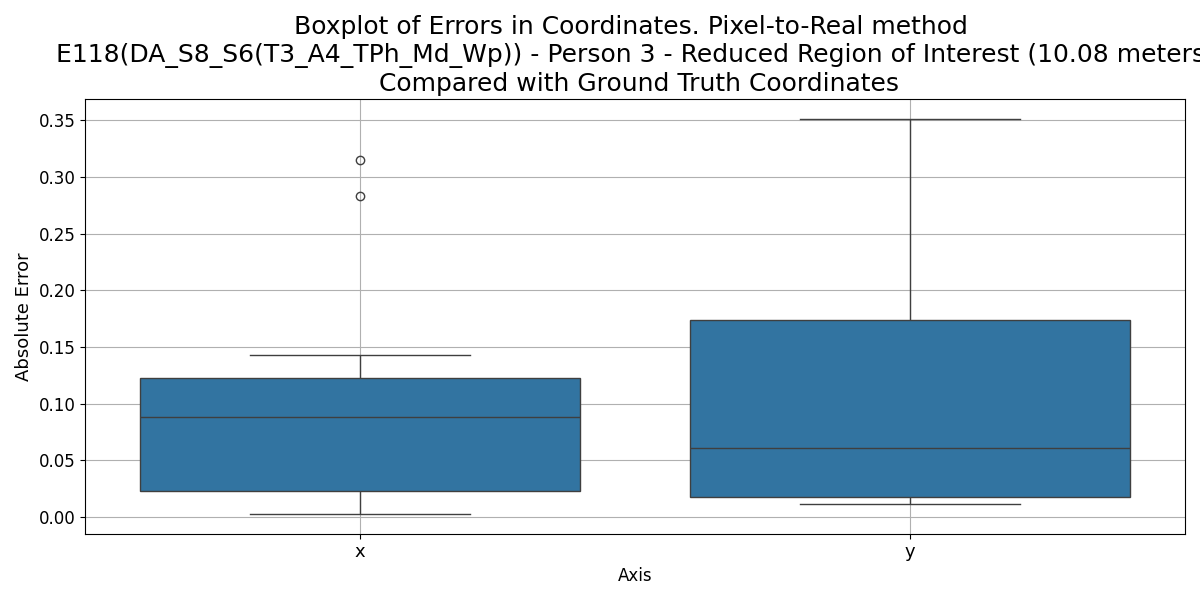 Boxplot of Errors in Coordinates. Pixel-to-Real method
E118(DA_S8_S6(T3_A4_TPh_Md_Wp)) - Person 3 - Reduced Region of Interest (10.08 meters
Compared with Ground Truth Coordinates
0.35
0.30
0.25
0.20
0.15
0.10
0.05
0.00
Absolute Error
x
y
Axis